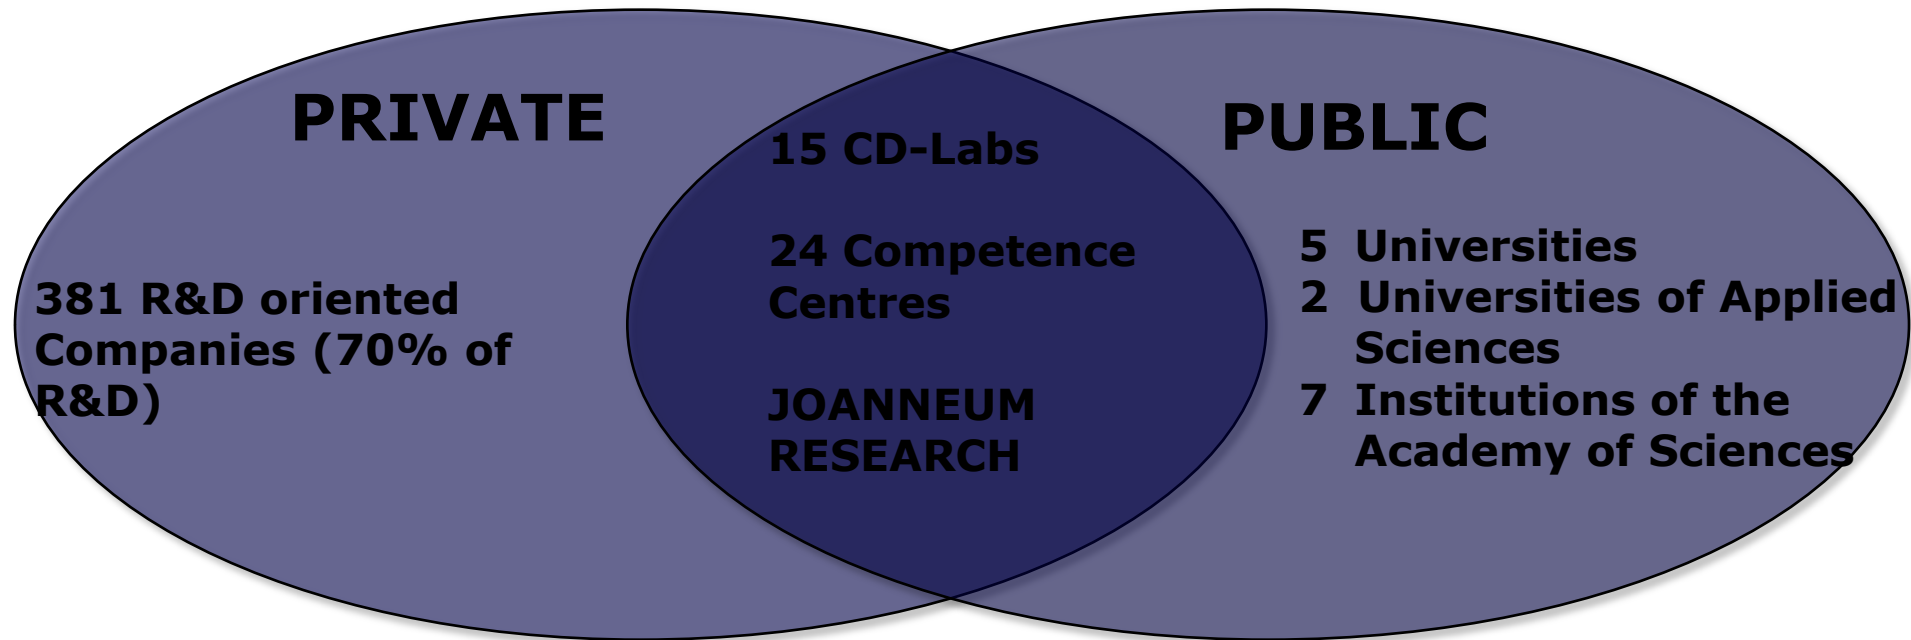 PRIVATE
381 R&D oriented
Companies (70% of
R&D)
15 CD-Labs
24 Competence
Centres
JOANNEUM
RESEARCH
PUBLIC
5 Universities
2 Universities of Applied
Sciences
7 Institutions of the
Academy of Sciences